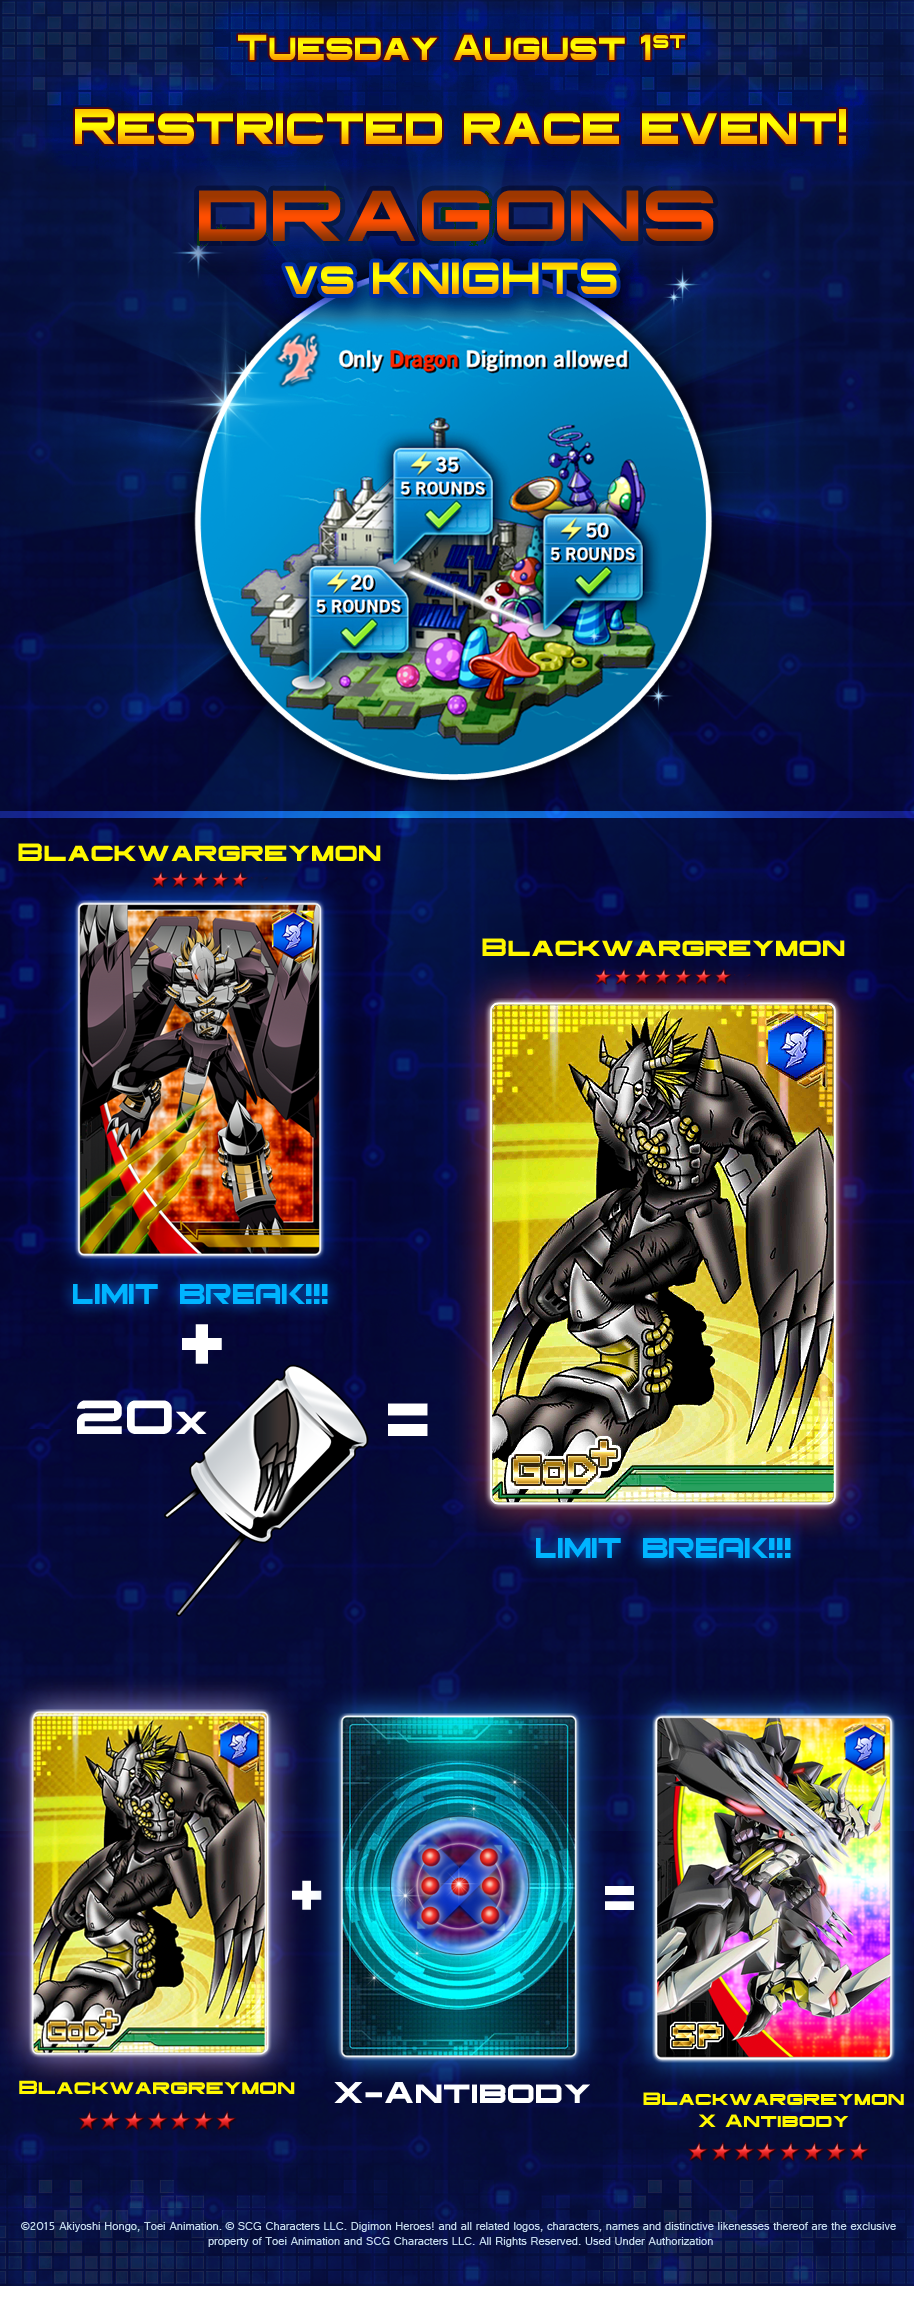 Tuesday August 1st
Restricted race event!
DRAGONS
vs KNIGHTS
Only Dragon Digimon allowed
35
5 ROUNDS
50
5 ROUNDS
20
5 ROUNDS
Blackwargreymon
Blackwargreymon
LIMIT BREAK!!!
+
20x
=
GOD+
LIMIT BREAK!!!
+
=
GOD+
SP
Blackwargreymon
X-Antibody
Blackwargreymon
X Antibody
©2015 Akiyoshi Hongo, Toei Animation. © SCG Characters LLC. Digimon Heroes! and all related logos, characters, names and distinctive likenesses thereof are the exclusive
property of Toei Animation and SCG Characters LLC. All Rights Reserved. Used Under Authorization